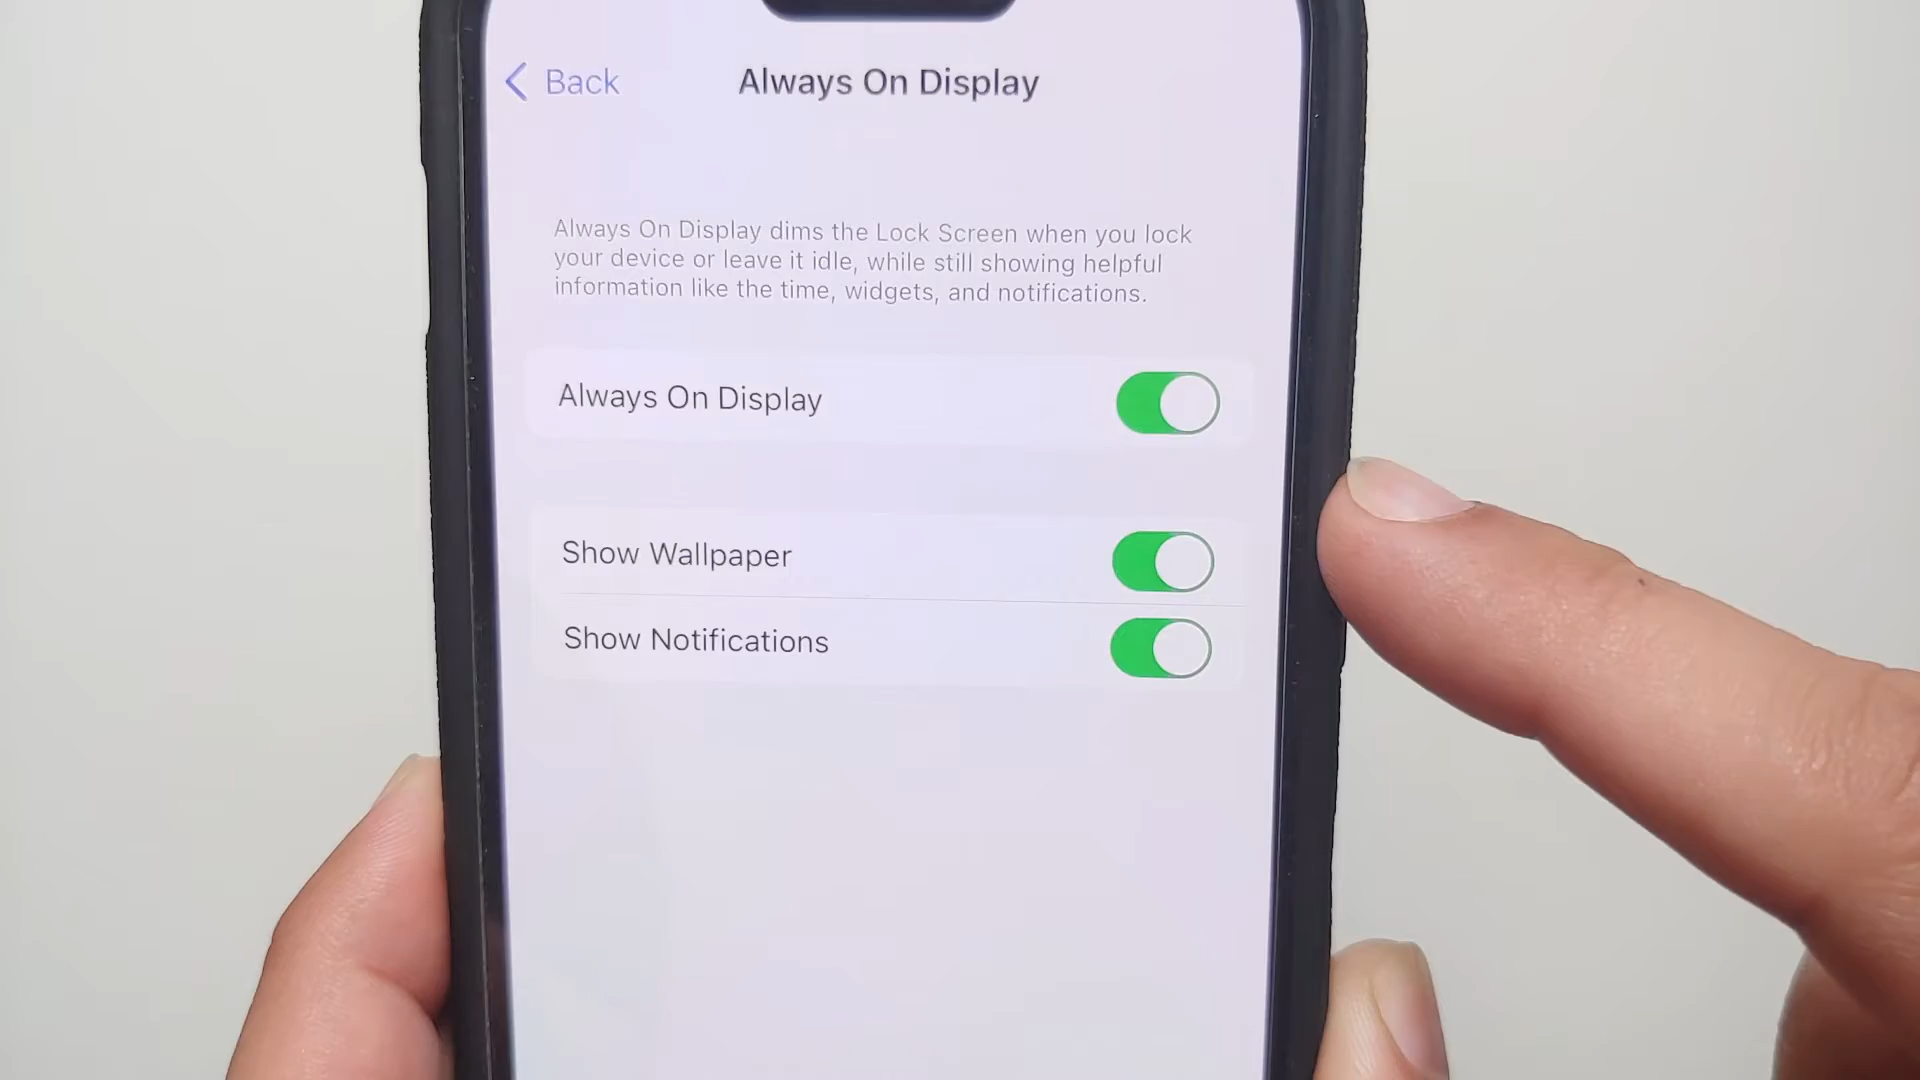 Back
Always On Display
Always On Display dims the Lock Screen when you lock
your device or leave it idle, while still showing helpful
information like the time, widgets, and notifications.
Always On Display
Show Wallpaper
Show Notifications